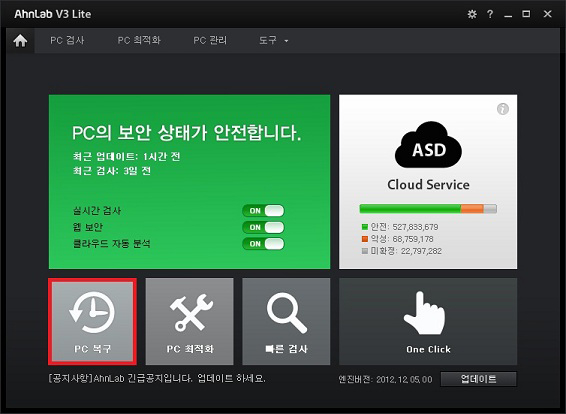 AhnLab V3 Lite
PC 검사 PC 최적화 PC 관리 도구
PC의 보안 상태가 안전합니다.
최근 업데이트: 1시간 전
최근 검사: 3일 전
실시간 검사 ON
웹 보안 ON
클라우드 자동 분석 ON
ASD
Cloud Service
안전: 527,833,679
악성: 68,759,178
미확정: 22,797,282
PC 복구
PC 최적화
빠른 검사
One Click
[공지사항]AhnLab 긴급공지입니다. 업데이트 하세요.
엔진버전: 2012.12.05.00 업데이트